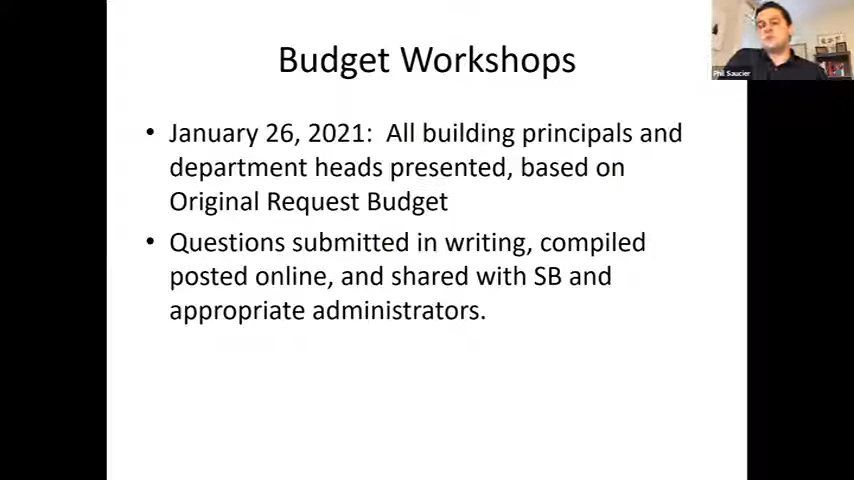 Budget Workshops
Phil Saucier
• January 26, 2021:  All building principals and
department heads presented, based on
Original Request Budget
• Questions submitted in writing, compiled
posted online, and shared with SB and
appropriate administrators.